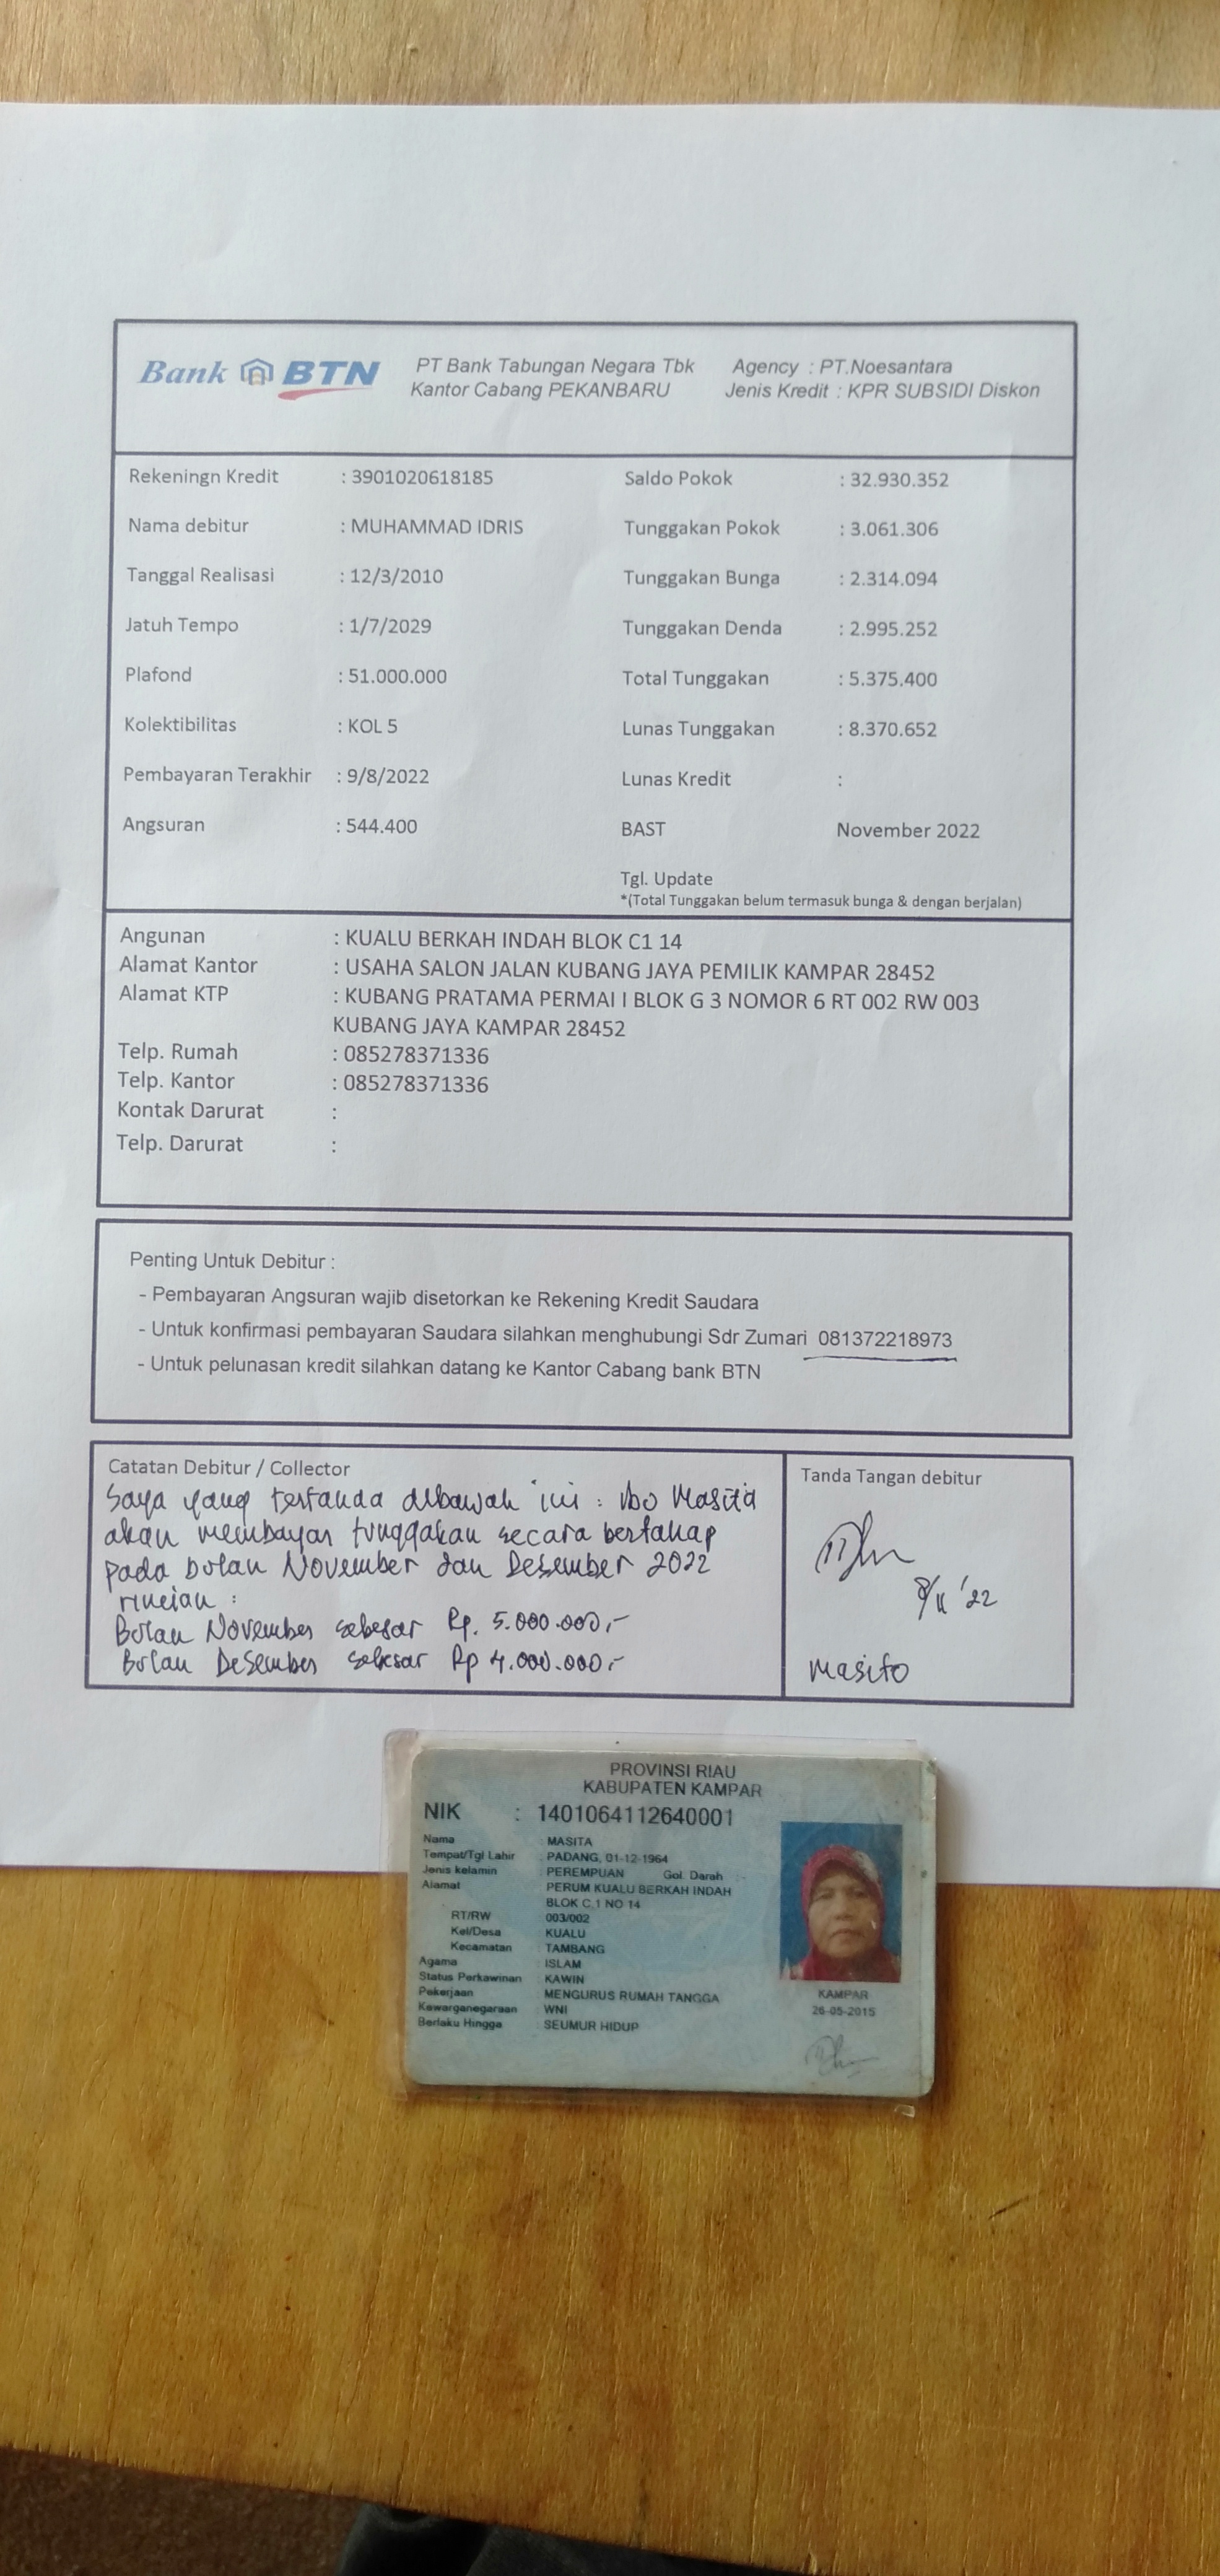 Bank BTN
PT Bank Tabungan Negara Tbk
Kantor Cabang PEKANBARU
Agency : PT.Noesantara
Jenis Kredit : KPR SUBSIDI Diskon
Rekeningn Kredit : 3901020618185
Nama debitur : MUHAMMAD IDRIS
Tanggal Realisasi : 12/3/2010
Jatuh Tempo : 1/7/2029
Plafond : 51.000.000
Kolektibilitas : KOL 5
Pembayaran Terakhir : 9/8/2022
Angsuran : 544.400
Saldo Pokok : 32.930.352
Tunggakan Pokok : 3.061.306
Tunggakan Bunga : 2.314.094
Tunggakan Denda : 2.995.252
Total Tunggakan : 5.375.400
Lunas Tunggakan : 8.370.652
Lunas Kredit :
BAST November 2022
Tgl. Update
*(Total Tunggakan belum termasuk bunga & dengan berjalan)
Angunan : KUALU BERKAH INDAH BLOK C1 14
Alamat Kantor : USAHA SALON JALAN KUBANG JAYA PEMILIK KAMPAR 28452
Alamat KTP : KUBANG PRATAMA PERMAI I BLOK G 3 NOMOR 6 RT 002 RW 003
KUBANG JAYA KAMPAR 28452
Telp. Rumah : 085278371336
Telp. Kantor : 085278371336
Kontak Darurat :
Telp. Darurat :
Penting Untuk Debitur :
- Pembayaran Angsuran wajib disetorkan ke Rekening Kredit Saudara
- Untuk konfirmasi pembayaran Saudara silahkan menghubungi Sdr Zumari 081372218973
- Untuk pelunasan kredit silahkan datang ke Kantor Cabang bank BTN
Catatan Debitur / Collector
Saya yang tertanda dibawah ini : Ibu Masita
akan membayar tunggakan secara bertahap
pada bulan November dan Desember 2022
rincian :
Bulan November sebesar Rp. 5.000.000,-
Bulan Desember sebesar Rp 4.000.000,-
Tanda Tangan debitur
8/11 '22
Masita
PROVINSI RIAU
KABUPATEN KAMPAR
NIK : 1401064112640001
Nama : MASITA
Tempat/Tgl Lahir : PADANG, 01-12-1964
Jenis kelamin : PEREMPUAN Gol. Darah : -
Alamat : PERUM KUALU BERKAH INDAH
BLOK C.1 NO 14
RT/RW : 003/002
Kel/Desa : KUALU
Kecamatan : TAMBANG
Agama : ISLAM
Status Perkawinan : KAWIN
Pekerjaan : MENGURUS RUMAH TANGGA
Kewarganegaraan : WNI
Berlaku Hingga : SEUMUR HIDUP
KAMPAR
26-05-2015